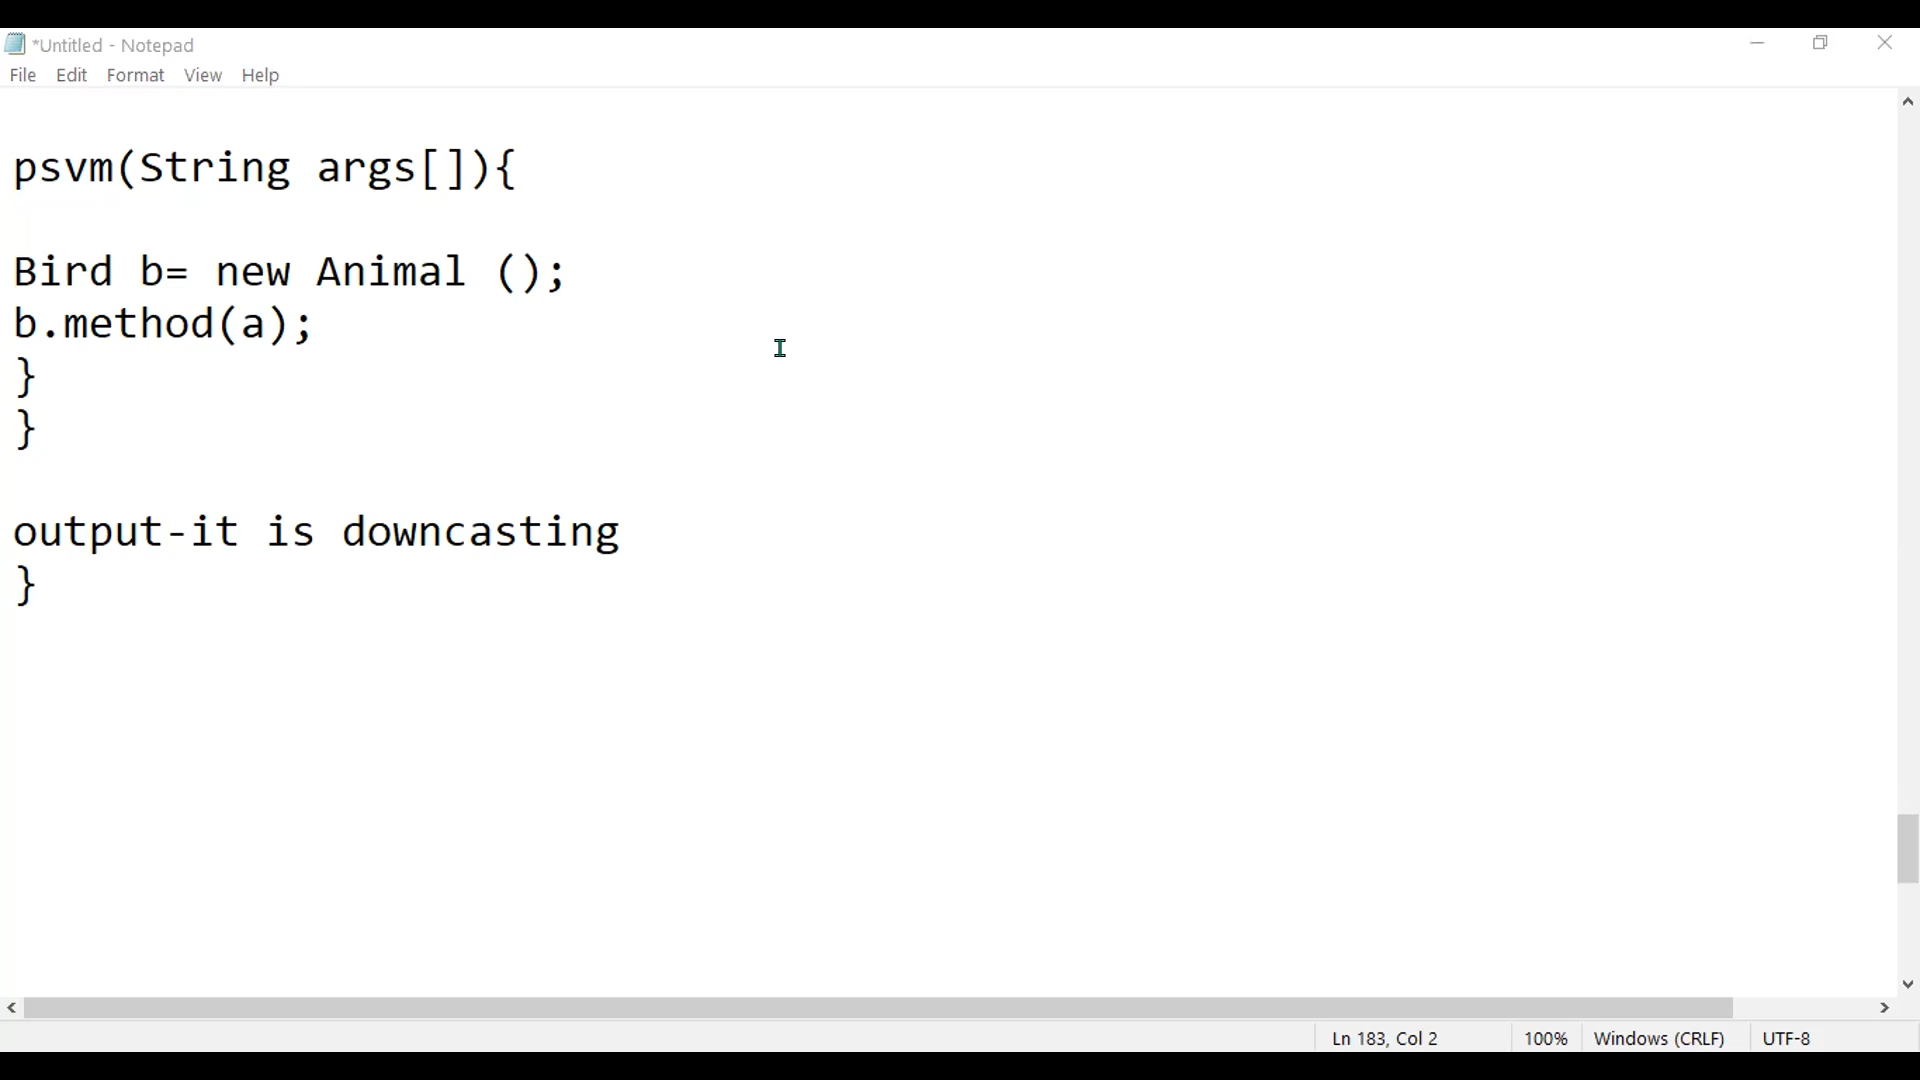 *Untitled - Notepad
File Edit Format View Help
psvm(String args[]){
Bird b= new Animal ();
b.method(a);
}
}
output-it is downcasting
}
Ln 183, Col 2 100% Windows (CRLF) UTF-8